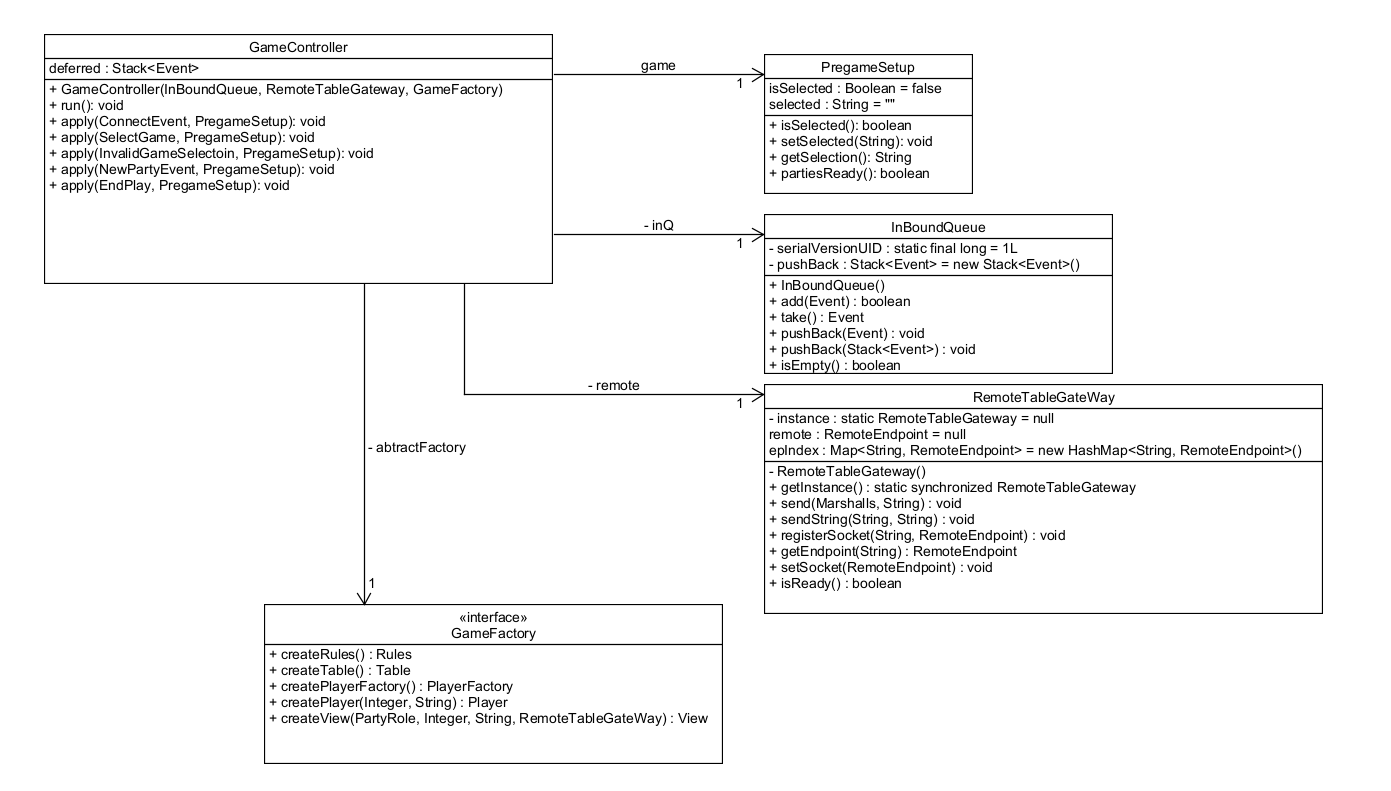 GameController
deferred : Stack<Event>
+ GameController(InBoundQueue, RemoteTableGateway, GameFactory)
+ run(): void
+ apply(ConnectEvent, PregameSetup): void
+ apply(SelectGame, PregameSetup): void
+ apply(InvalidGameSelectoin, PregameSetup): void
+ apply(NewPartyEvent, PregameSetup): void
+ apply(EndPlay, PregameSetup): void
game
1
PregameSetup
isSelected : Boolean = false
selected : String = ""
+ isSelected(): boolean
+ setSelected(String): void
+ getSelection(): String
+ partiesReady(): boolean
- inQ
1
InBoundQueue
- serialVersionUID : static final long = 1L
- pushBack : Stack<Event> = new Stack<Event>()
+ InBoundQueue()
+ add(Event) : boolean
+ take() : Event
+ pushBack(Event) : void
+ pushBack(Stack<Event>) : void
+ isEmpty() : boolean
- remote
1
RemoteTableGateWay
- instance : static RemoteTableGateway = null
remote : RemoteEndpoint = null
epIndex : Map<String, RemoteEndpoint> = new HashMap<String, RemoteEndpoint>()
- RemoteTableGateway()
+ getInstance() : static synchronized RemoteTableGateway
+ send(Marshalls, String) : void
+ sendString(String, String) : void
+ registerSocket(String, RemoteEndpoint) : void
+ getEndpoint(String) : RemoteEndpoint
+ setSocket(RemoteEndpoint) : void
+ isReady() : boolean
- abtractFactory
1
«interface»
GameFactory
+ createRules() : Rules
+ createTable() : Table
+ createPlayerFactory() : PlayerFactory
+ createPlayer(Integer, String) : Player
+ createView(PartyRole, Integer, String, RemoteTableGateWay) : View